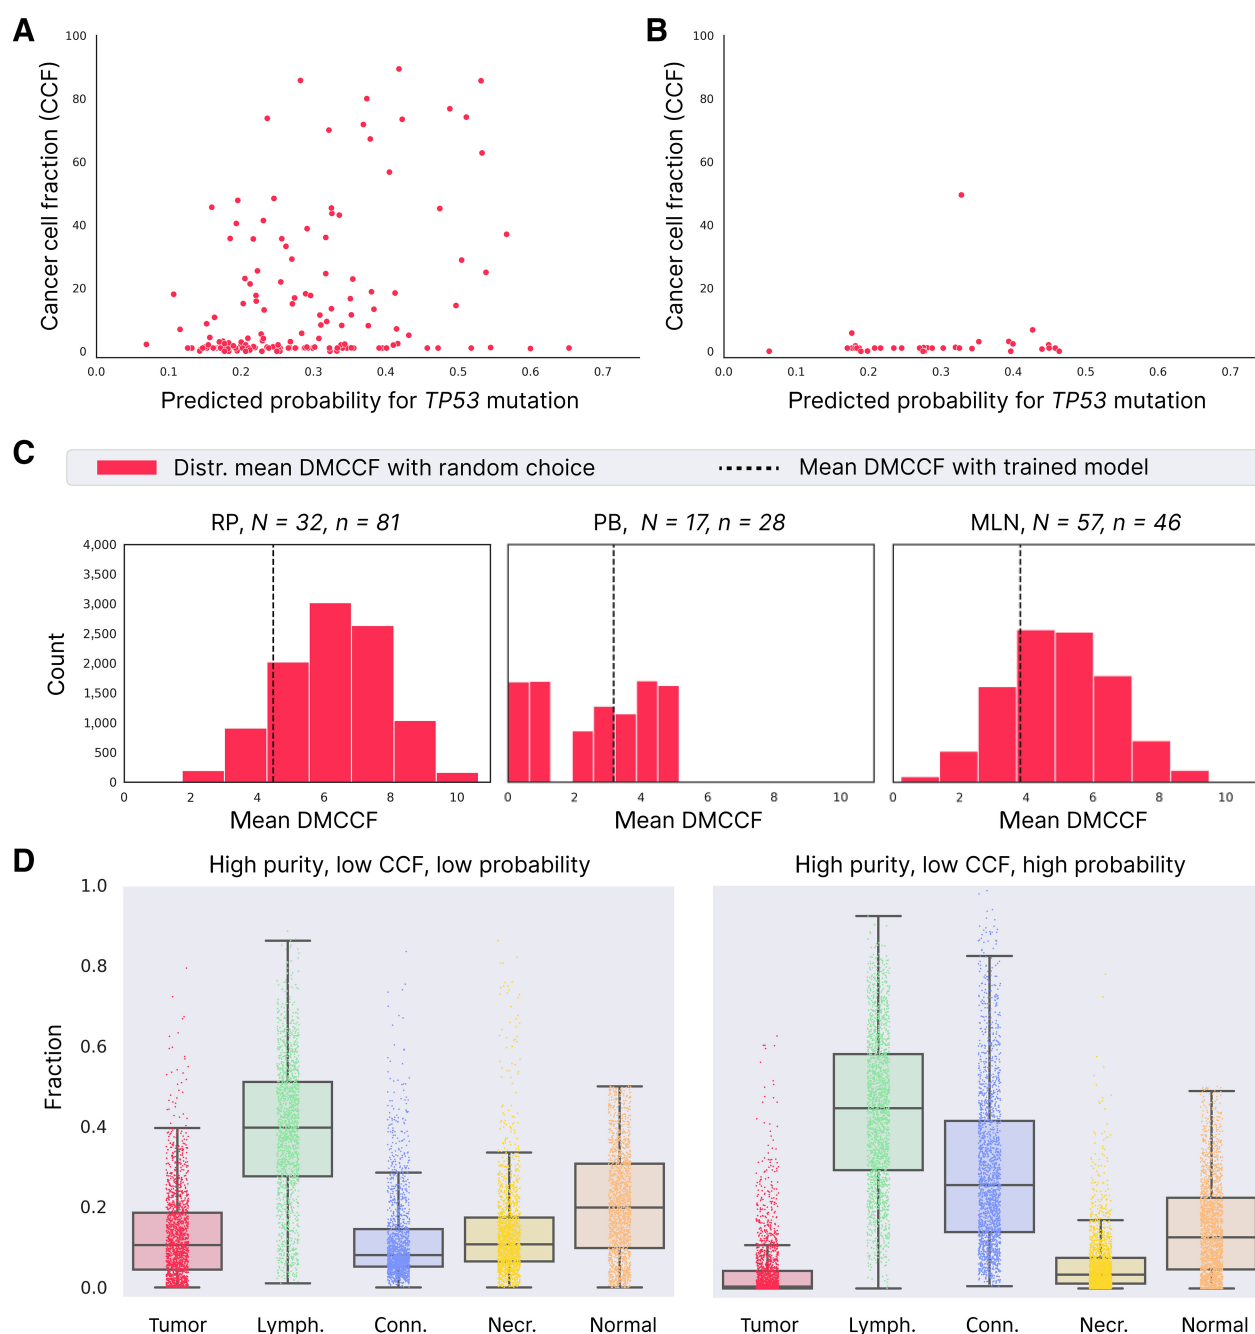 A
B
100
80
60
40
20
0
Cancer cell fraction (CCF)
0.0 0.1 0.2 0.3 0.4 0.5 0.6 0.7
Predicted probability for TP53 mutation
100
80
60
40
20
0
Cancer cell fraction (CCF)
0.0 0.1 0.2 0.3 0.4 0.5 0.6 0.7
Predicted probability for TP53 mutation
C
Distr. mean DMCCF with random choice
Mean DMCCF with trained model
RP, N = 32, n = 81
PB, N = 17, n = 28
MLN, N = 57, n = 46
4,000
3,500
3,000
2,500
2,000
1,500
1,000
500
0
Count
0 2 4 6 8 10
Mean DMCCF
0 2 4 6 8 10
Mean DMCCF
0 2 4 6 8 10
Mean DMCCF
D
High purity, low CCF, low probability
High purity, low CCF, high probability
1.0
0.8
0.6
0.4
0.2
0.0
Fraction
Tumor Lymph. Conn. Necr. Normal
Tumor Lymph. Conn. Necr. Normal